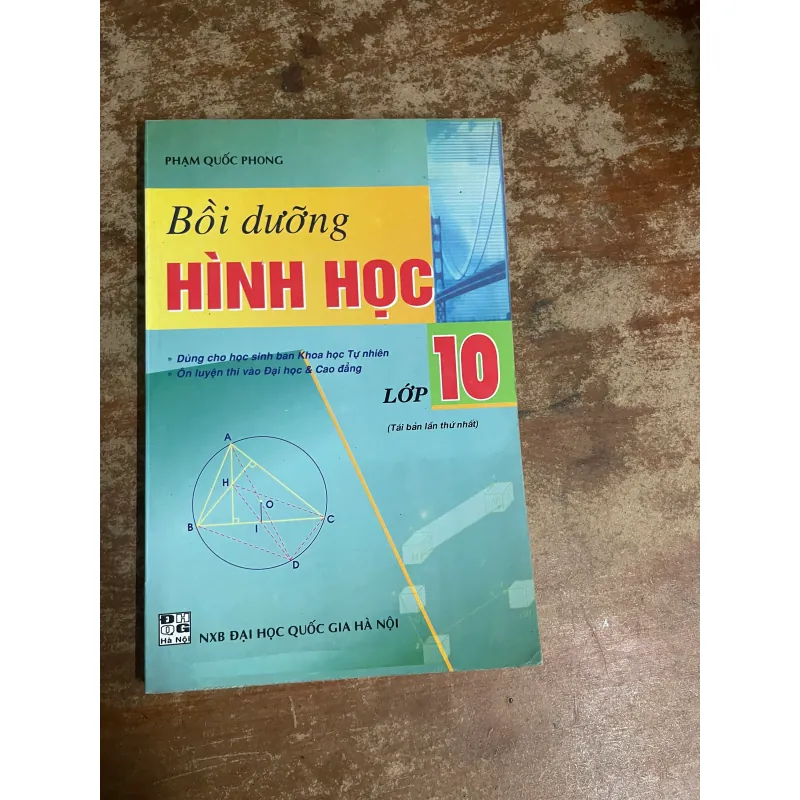 PHẠM QUỐC PHONG
Bồi dưỡng
HÌNH HỌC
Dùng cho học sinh ban Khoa học Tự nhiên
Ôn luyện thi vào Đại học & Cao đẳng
LỚP 10
(Tái bản lần thứ nhất)
A
H
O
B
I
C
D
Hà Nội
NXB ĐẠI HỌC QUỐC GIA HÀ NỘI